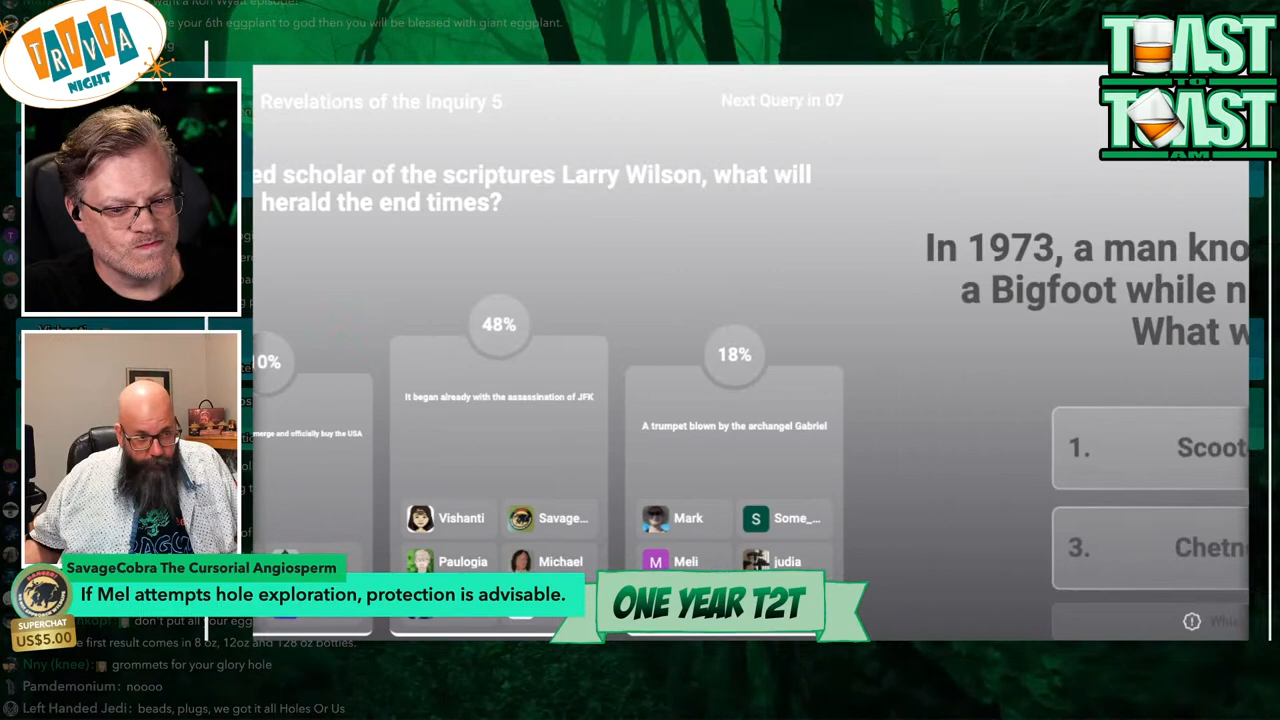 want a Ron Wyatt episode!
e your 6th eggplant to god then you will be blessed with giant eggplant.
TRIVIA
NIGHT
TOAST
TO
TOAST
AM
Revelations of the Inquiry 5
Next Query in 07
ed scholar of the scriptures Larry Wilson, what will
herald the end times?
In 1973, a man kno
a Bigfoot while n
What w
48%
18%
It began already with the assassination of JFK
A trumpet blown by the archangel Gabriel
merge and officially buy the USA
1. Scoot
3. Chetn
Vishanti
Savage...
Mark
S Some_...
Paulogia
Michael
M Meli
judia
SavageCobra The Cursorial Angiosperm
If Mel attempts hole exploration, protection is advisable.
SUPERCHAT
US$5.00
ONE YEAR T2T
don't put all your egg
e first result comes in 8 oz, 12oz and 128 oz bottles.
Nny (knee): grommets for your glory hole
Pamdemonium: noooo
Left Handed Jedi: beads, plugs, we got it all Holes Or Us